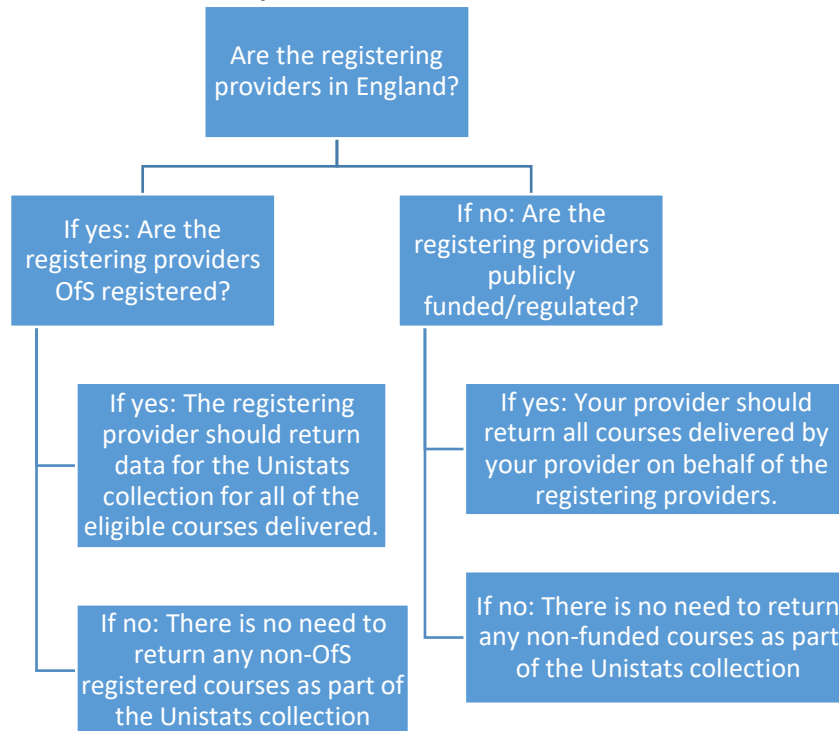 Are the registering
providers in England?
If yes: Are the
registering providers
OfS registered?
If no: Are the
registering providers
publicly
funded/regulated?
If yes: The registering
provider should return
data for the Unistats
collection for all of the
eligible courses delivered.
If yes: Your provider should
return all courses delivered by
your provider on behalf of the
registering providers.
If no: There is no need to
return any non-OfS
registered courses as part of
the Unistats collection
If no: There is no need to return
any non-funded courses as part
of the Unistats collection